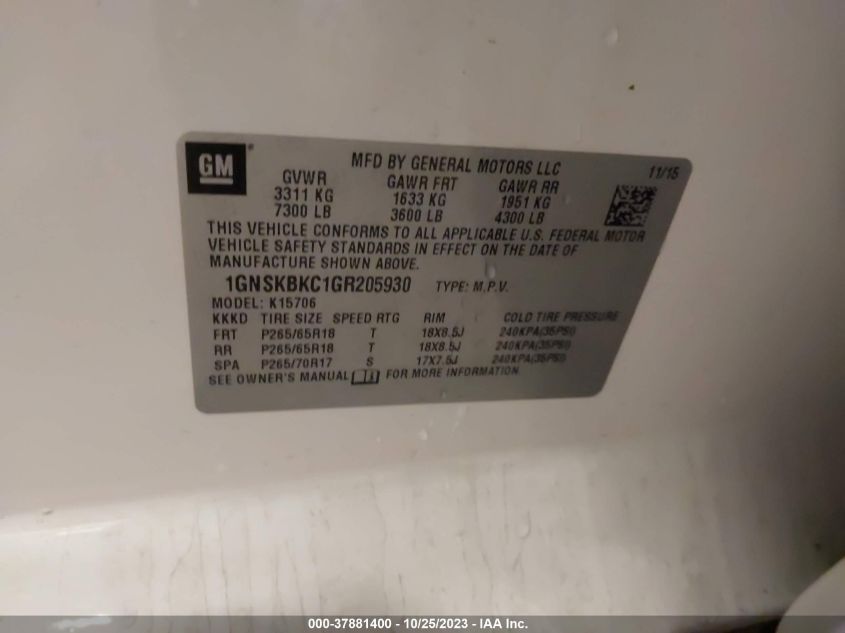 GM
MFD BY GENERAL MOTORS LLC
11/15
GVWR GAWR FRT GAWR RR
3311 KG 1633 KG 1951 KG
7300 LB 3600 LB 4300 LB
THIS VEHICLE CONFORMS TO ALL APPLICABLE U.S. FEDERAL MOTOR
VEHICLE SAFETY STANDARDS IN EFFECT ON THE DATE OF
MANUFACTURE SHOWN ABOVE.
1GNSKBKC1GR205930 TYPE: M.P.V.
MODEL: K15706
KKKD TIRE SIZE SPEED RTG RIM COLD TIRE PRESSURE
FRT P265/65R18 T 18X8.5J 240KPA(35PSI)
RR P265/65R18 T 18X8.5J 240KPA(35PSI)
SPA P265/70R17 S 17X7.5J 240KPA(35PSI)
SEE OWNER'S MANUAL FOR MORE INFORMATION
000-37881400 - 10/25/2023 - IAA Inc.